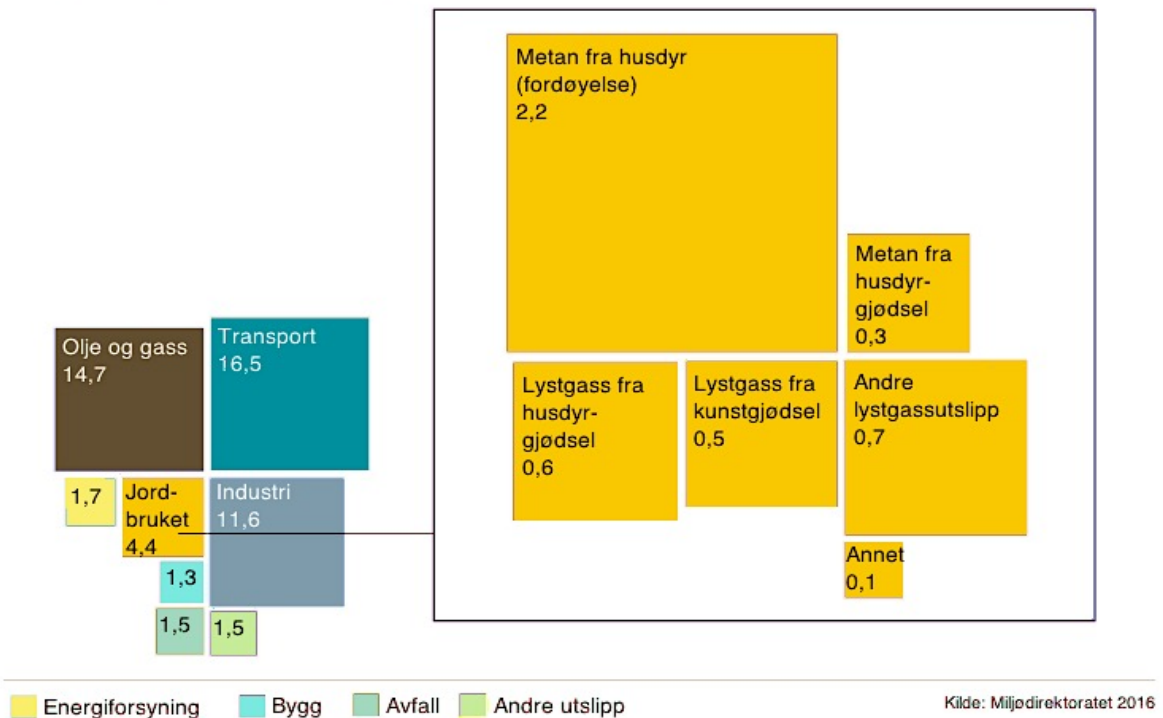 Metan fra husdyr
(fordøyelse)
2,2
Metan fra
husdyr-
gjødsel
0,3
Olje og gass
14,7
Transport
16,5
Lystgass fra
husdyr-
gjødsel
0,6
Lystgass fra
kunstgjødsel
0,5
Andre
lystgassutslipp
0,7
1,7
Jord-
bruket
4,4
Industri
11,6
Annet
0,1
1,3
1,5
1,5
Energiforsyning
Bygg
Avfall
Andre utslipp
Kilde: Miljødirektoratet 2016